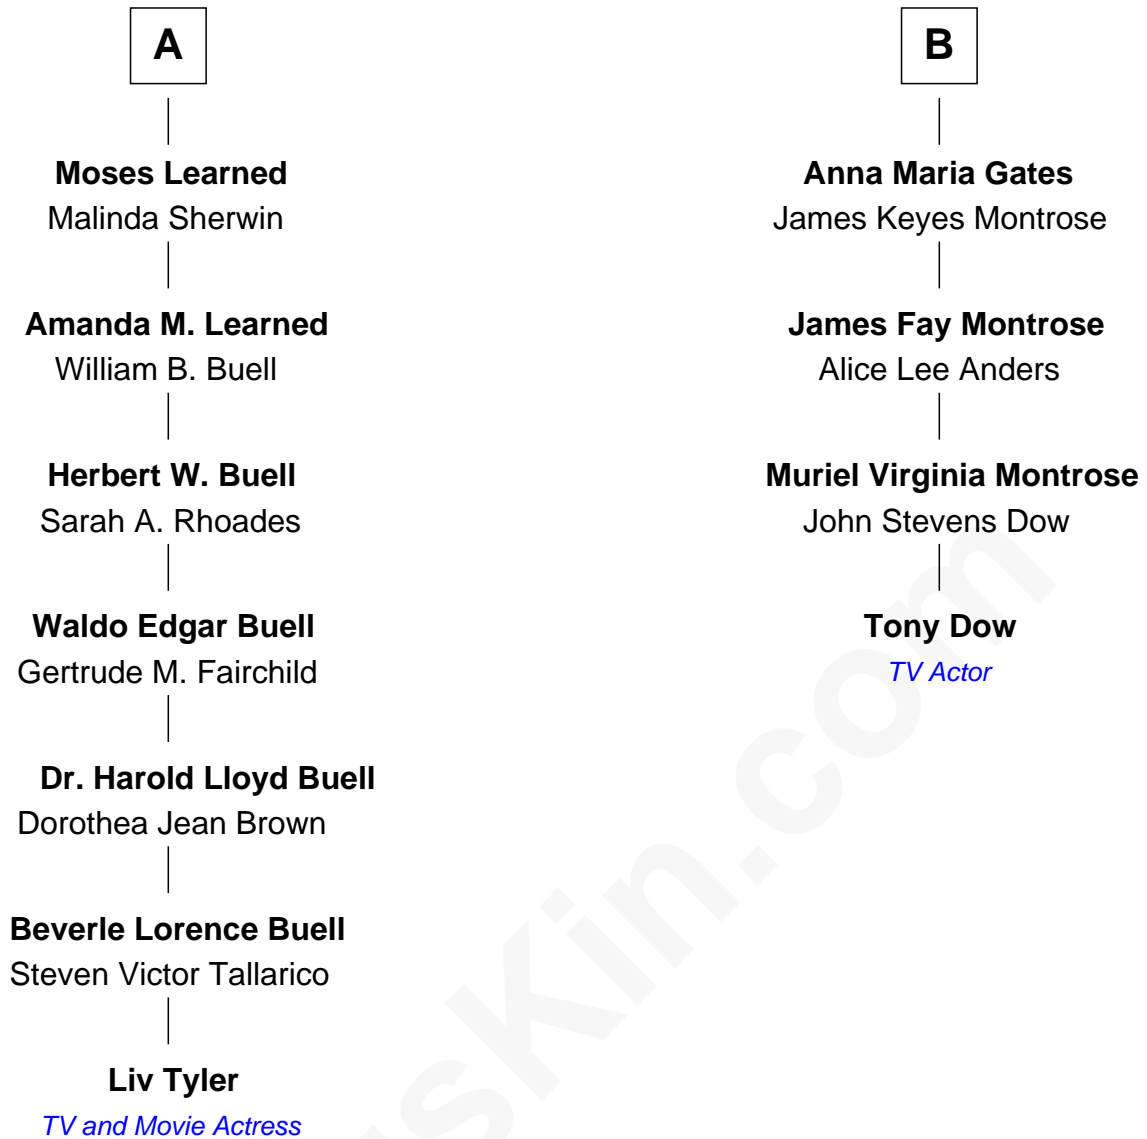 A
Moses Learned
Malinda Sherwin
Amanda M. Learned
William B. Buell
Herbert W. Buell
Sarah A. Rhoades
Waldo Edgar Buell
Gertrude M. Fairchild
Dr. Harold Lloyd Buell
Dorothea Jean Brown
Beverle Lorence Buell
Steven Victor Tallarico
Liv Tyler
TV and Movie Actress
B
Anna Maria Gates
James Keyes Montrose
James Fay Montrose
Alice Lee Anders
Muriel Virginia Montrose
John Stevens Dow
Tony Dow
TV Actor
sKin.com